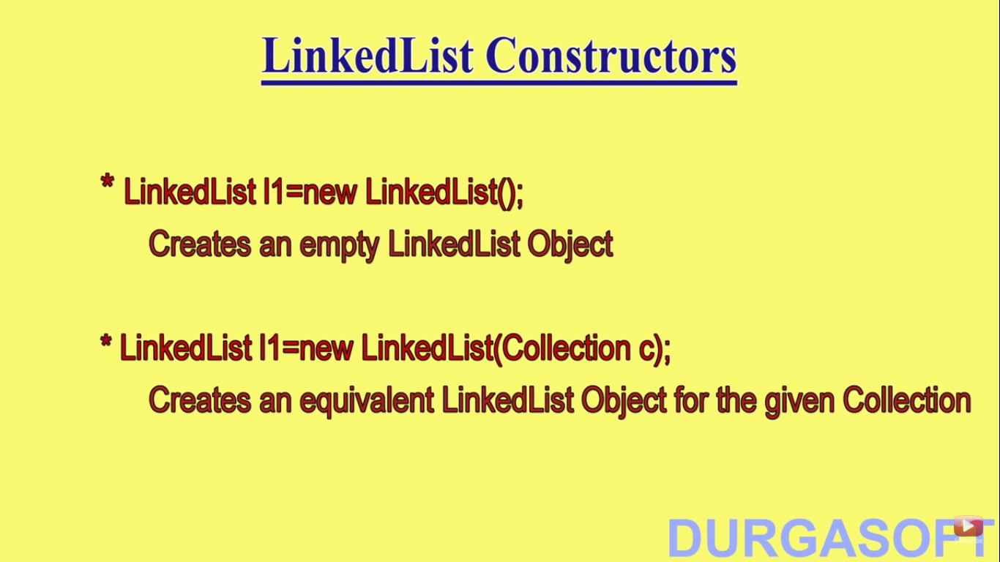 LinkedList Constructors
* LinkedList l1=new LinkedList();
Creates an empty LinkedList Object
* LinkedList l1=new LinkedList(Collection c);
Creates an equivalent LinkedList Object for the given Collection
DURGASOFT